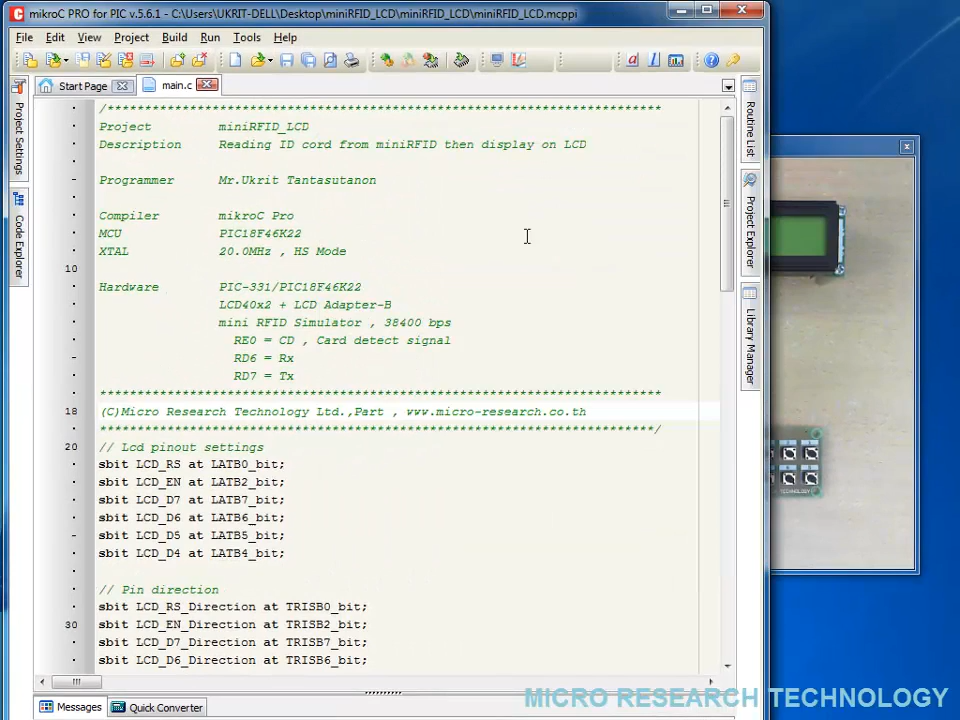 mikroC PRO for PIC v.5.6.1 - C:\Users\UKRIT-DELL\Desktop\miniRFID_LCD\miniRFID_LCD\miniRFID_LCD.mcppi
File Edit View Project Build Run Tools Help
Start Page main.c
Project Settings
Code Explorer
Routine List
Project Explorer
Library Manager
/**************************************************************************
Project miniRFID_LCD
Description Reading ID cord from miniRFID then display on LCD
Programmer Mr.Ukrit Tantasutanon
Compiler mikroC Pro
MCU PIC18F46K22
XTAL 20.0MHz , HS Mode
10
Hardware PIC-331/PIC18F46K22
LCD40x2 + LCD Adapter-B
mini RFID Simulator , 38400 bps
RE0 = CD , Card detect signal
RD6 = Rx
RD7 = Tx
***************************************************************************
18 (C)Micro Research Technology Ltd.,Part , www.micro-research.co.th
**************************************************************************/
20 // Lcd pinout settings
sbit LCD_RS at LATB0_bit;
sbit LCD_EN at LATB2_bit;
sbit LCD_D7 at LATB7_bit;
sbit LCD_D6 at LATB6_bit;
sbit LCD_D5 at LATB5_bit;
sbit LCD_D4 at LATB4_bit;
// Pin direction
sbit LCD_RS_Direction at TRISB0_bit;
30 sbit LCD_EN_Direction at TRISB2_bit;
sbit LCD_D7_Direction at TRISB7_bit;
sbit LCD_D6_Direction at TRISB6_bit;
Messages Quick Converter
TECHNOLOGY
MICRO RESEARCH TECHNOLOGY